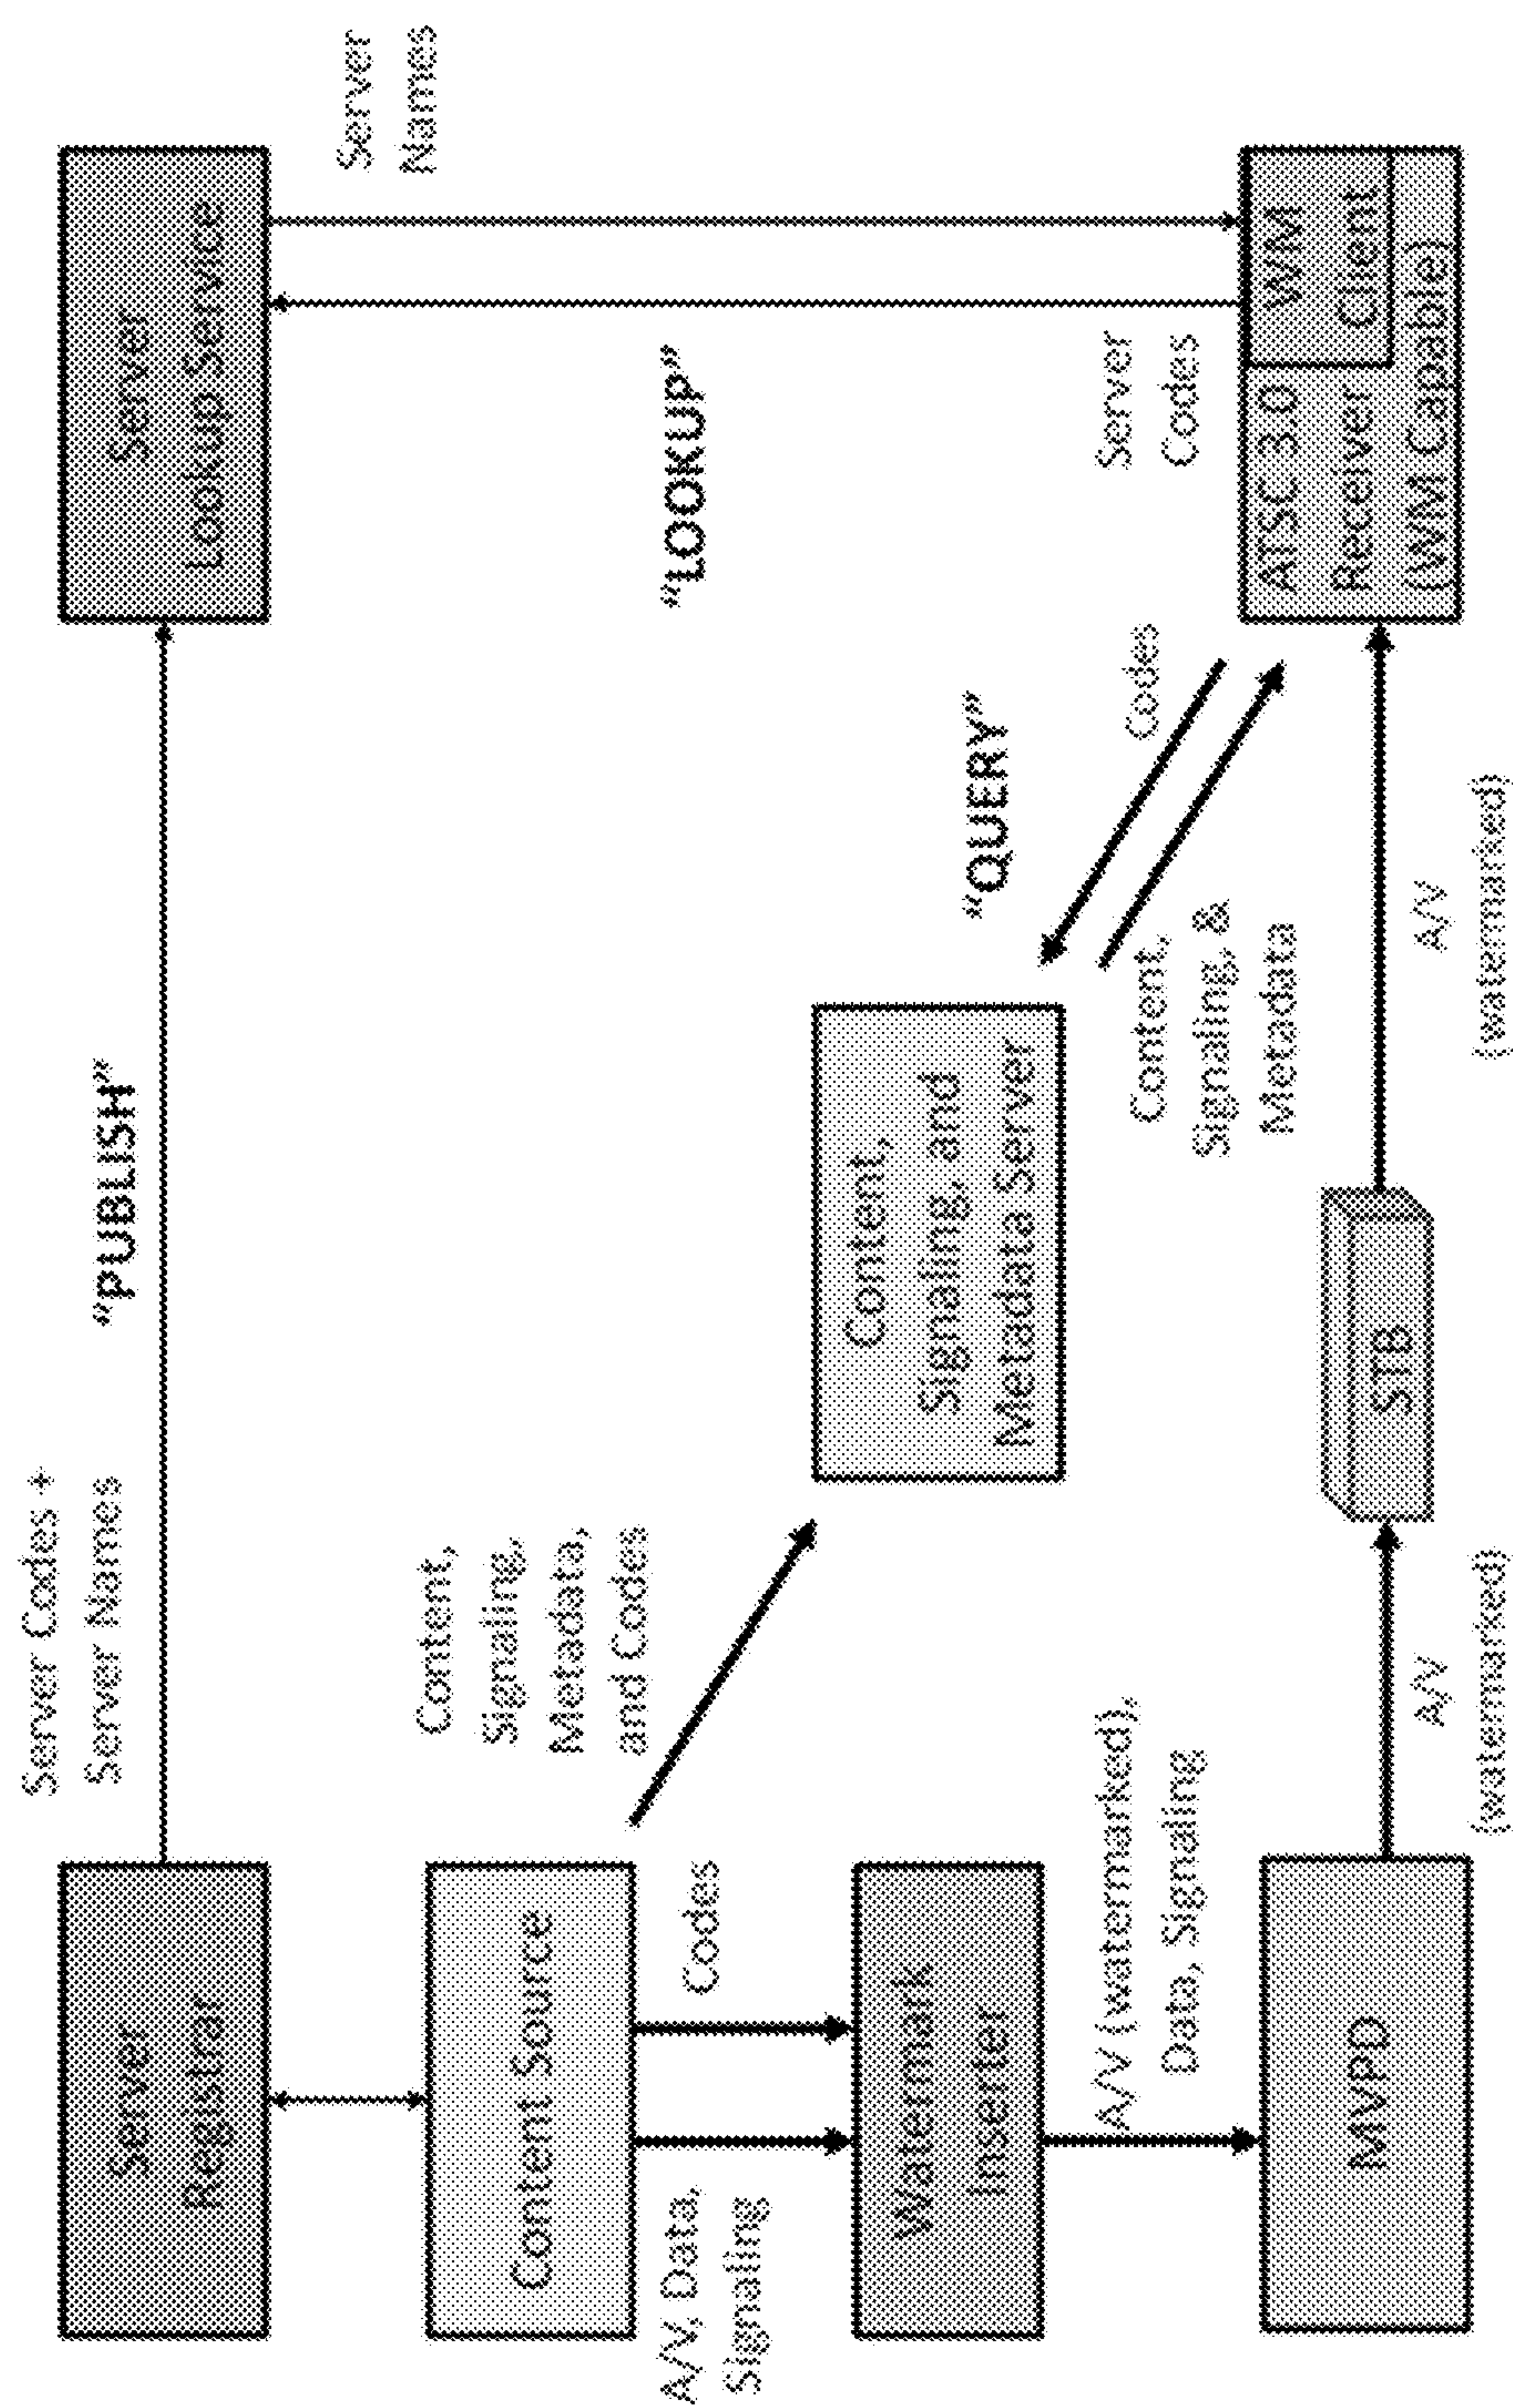 Server Codes +
Server Names
"PUBLISH"
Server
Registrar
Server
Lookup Service
Server
Names
Content,
Signaling,
Metadata,
and Codes
Content Source
Codes
A/V, Data,
Signaling
"LOOKUP"
Content,
Signaling, and
Metadata Server
"QUERY"
Codes
Server
Codes
Watermark
Inserter
A/V (watermarked),
Data, Signaling
Content,
Signaling, &
Metadata
ATSC 3.0
Receiver
(WM Capable)
WM
Client
MVPD
STB
A/V
(watermarked)
A/V
(watermarked)